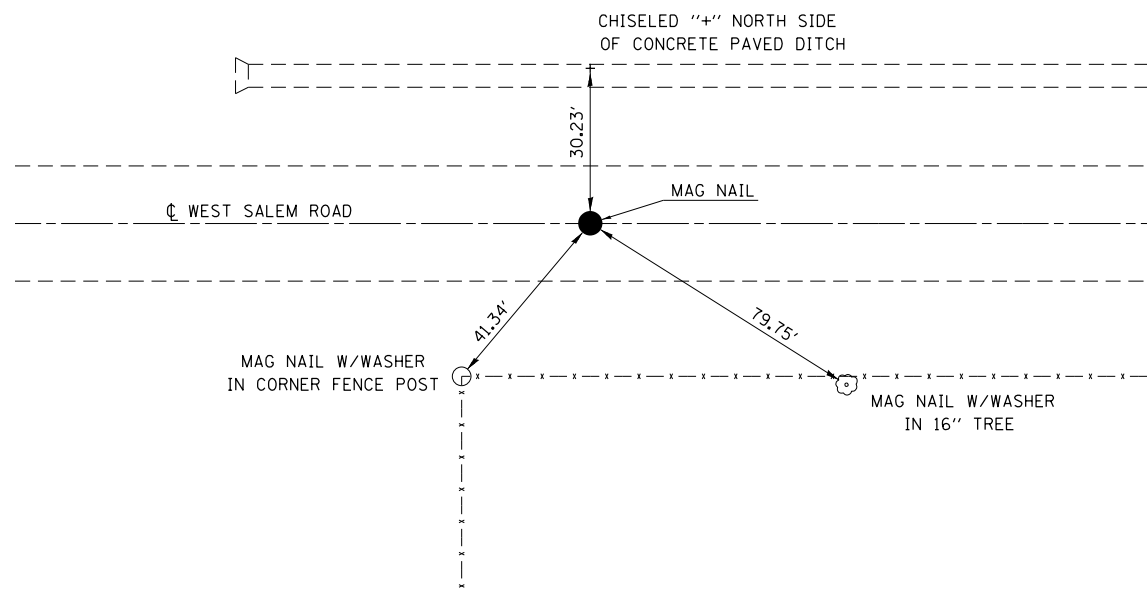 CHISELED "+" NORTH SIDE
OF CONCRETE PAVED DITCH
30.23'
MAG NAIL
℄ WEST SALEM ROAD
41.34'
79.75'
MAG NAIL W/WASHER
IN CORNER FENCE POST
MAG NAIL W/WASHER
IN 16" TREE